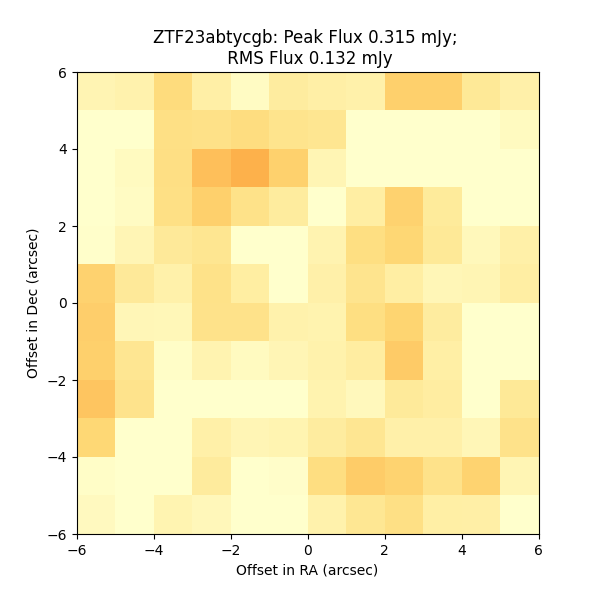 ZTF23abtycgb: Peak Flux 0.315 mJy;
RMS Flux 0.132 mJy
6
4
2
0
−2
−4
−6
Offset in Dec (arcsec)
−6 −4 −2 0 2 4 6
Offset in RA (arcsec)